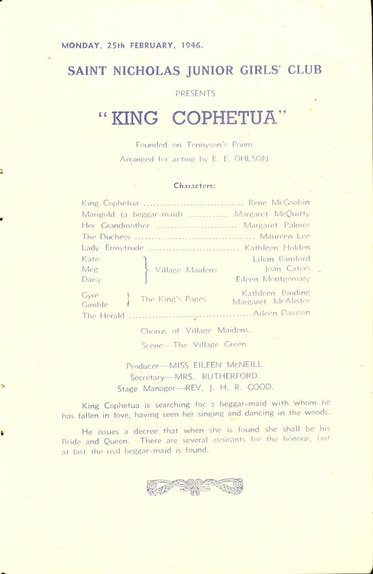 MONDAY, 25th FEBRUARY, 1946.
SAINT NICHOLAS JUNIOR GIRLS' CLUB
PRESENTS
"KING COPHETUA"
Founded on Tennyson's Poem.
Arranged for acting by E. E. OHLSON
Characters:
King Cophetua ............................ Rene McGookin
Marigold (a beggar-maid) ............ Margaret McQuitty
Her Grandmother ....................... Margaret Palmer
The Duchess ................................ Maureen Lee
Lady Ermytrude .......................... Kathleen Holden
Kate Lilian Bamford
Meg } Village Maidens Joan Caters
Daisy Eileen Montgomery
Gyre } The King's Pages Kathleen Binding
Gimble Margaret McAlister
The Herald .................................... Aileen Davison
Chorus of Village Maidens.
Scene—The Village Green.
Producer—MISS EILEEN McNEILL.
Secretary—MRS. RUTHERFORD.
Stage Manager—REV. J. H. R. GOOD.
King Cophetua is searching for a beggar-maid with whom he
has fallen in love, having seen her singing and dancing in the woods.
He issues a decree that when she is found she shall be his
Bride and Queen. There are several aspirants for the honour, but
at last the real beggar-maid is found.